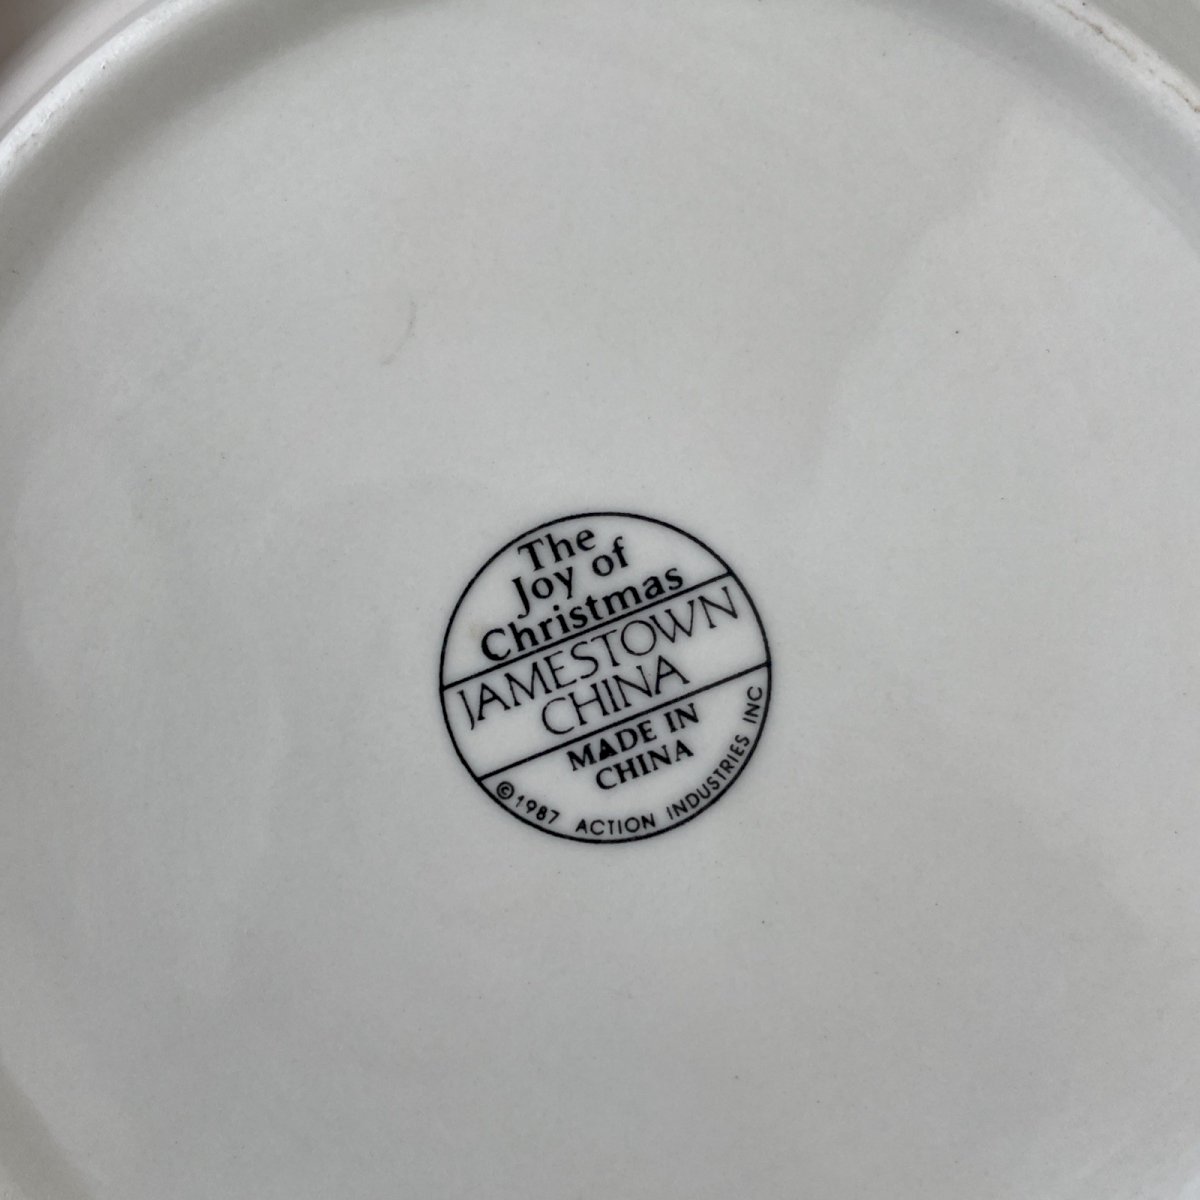 The
Joy of
Christmas
JAMESTOWN
CHINA
MADE IN
CHINA
©1987 ACTION INDUSTRIES INC